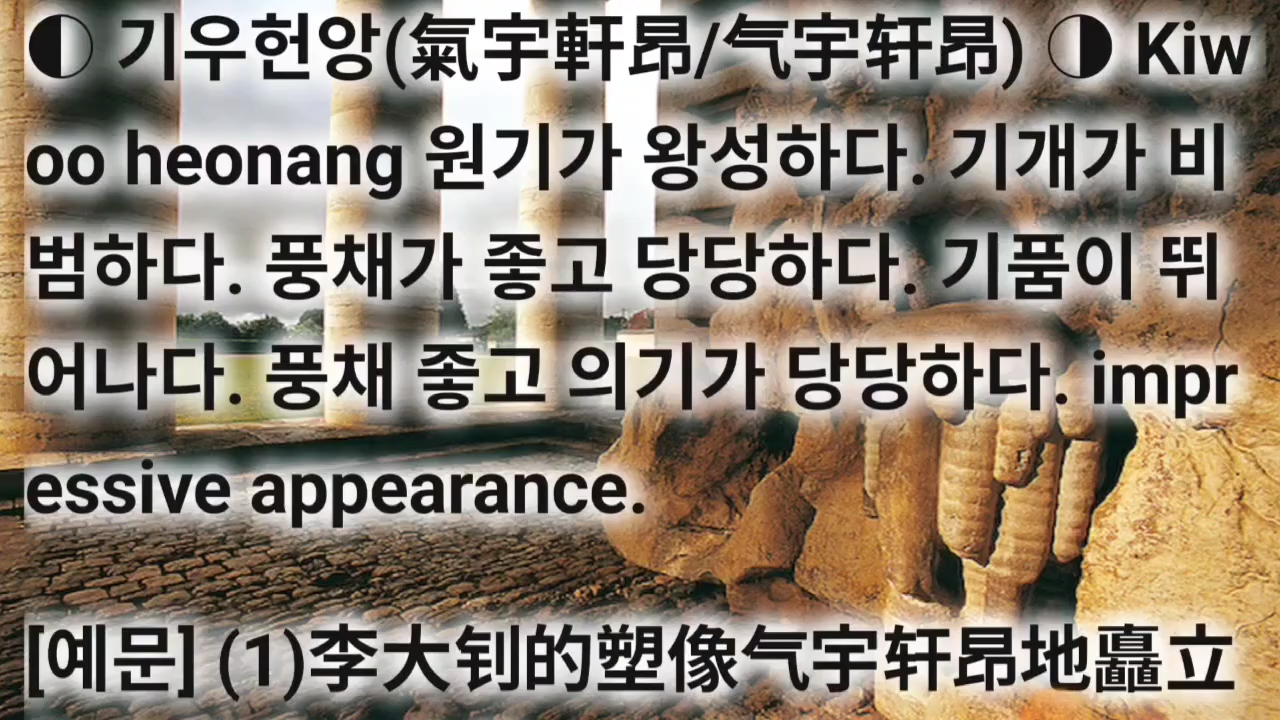 ◐ 기우헌앙(氣宇軒昂/气宇轩昂) ◑ Kiw
oo heonang 원기가 왕성하다. 기개가 비
범하다. 풍채가 좋고 당당하다. 기품이 뛰
어나다. 풍채 좋고 의기가 당당하다. impr
essive appearance.
[예문] (1)李大钊的塑像气宇轩昂地矗立